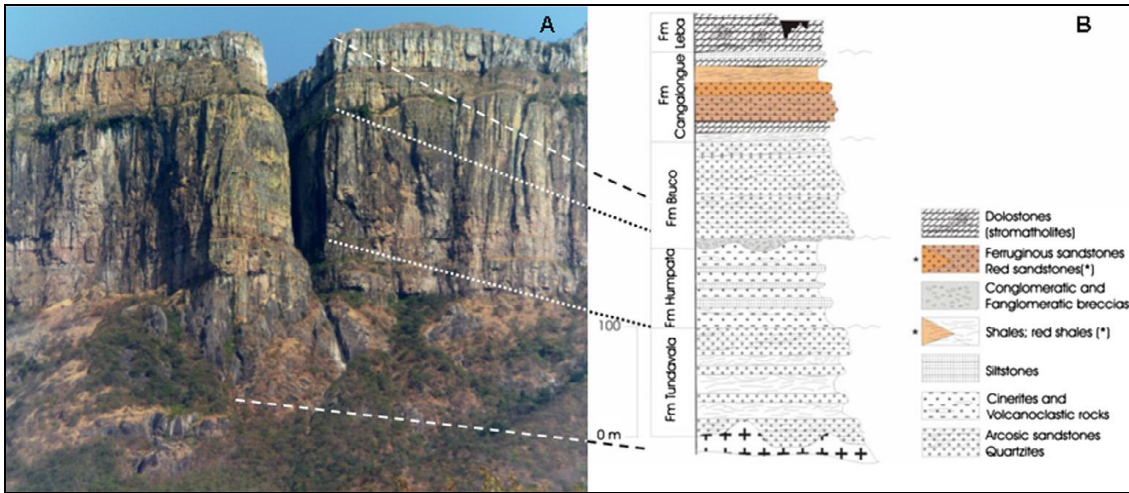 A
B
Fm
Leba
Fm
Cangalongue
Fm Bruco
Fm Humpata
Fm Tundavala
100
0 m
Dolostones
(stromatholites)
* Ferruginous sandstones
Red sandstones(*)
Conglomeratic and
Fanglomeratic breccias
* Shales; red shales (*)
Siltstones
Cinerites and
Volcanoclastic rocks
Arcosic sandstones
Quartzites